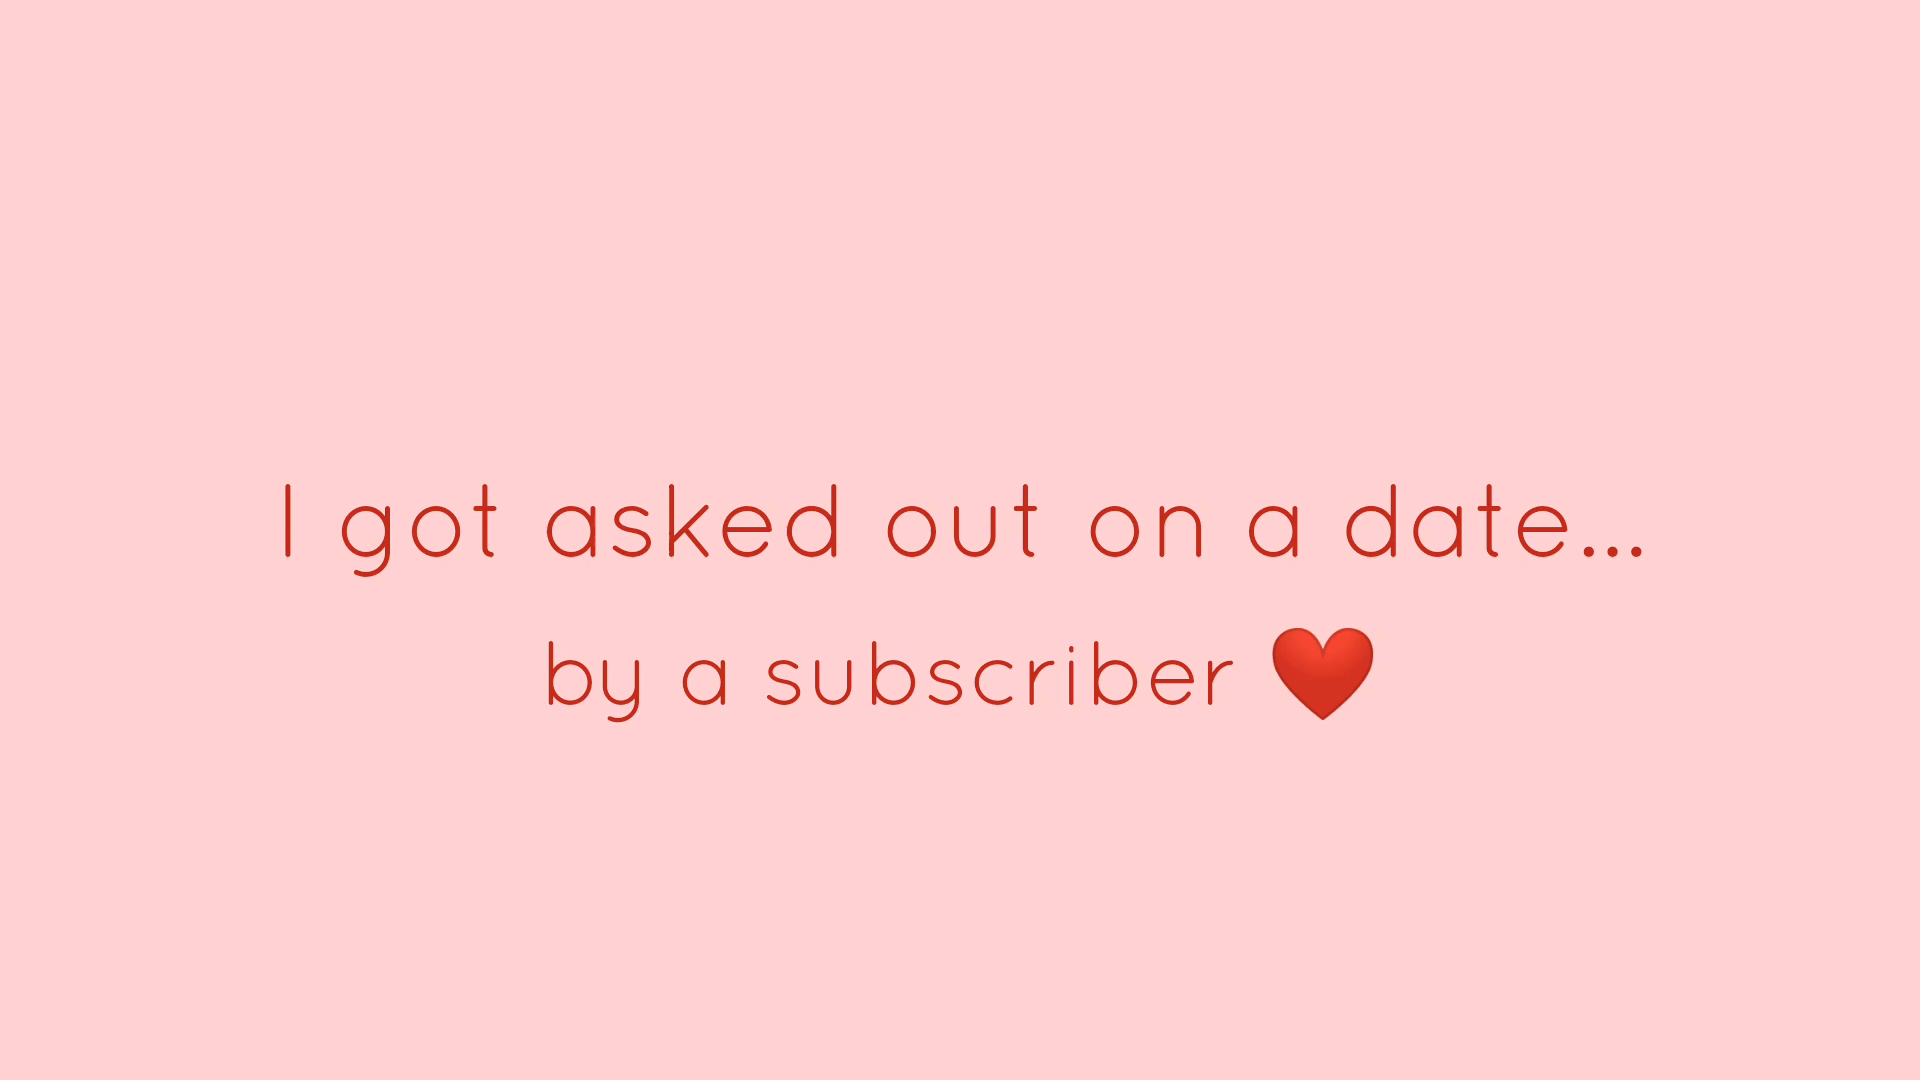 I got asked out on a date...
by a subscriber ❤️